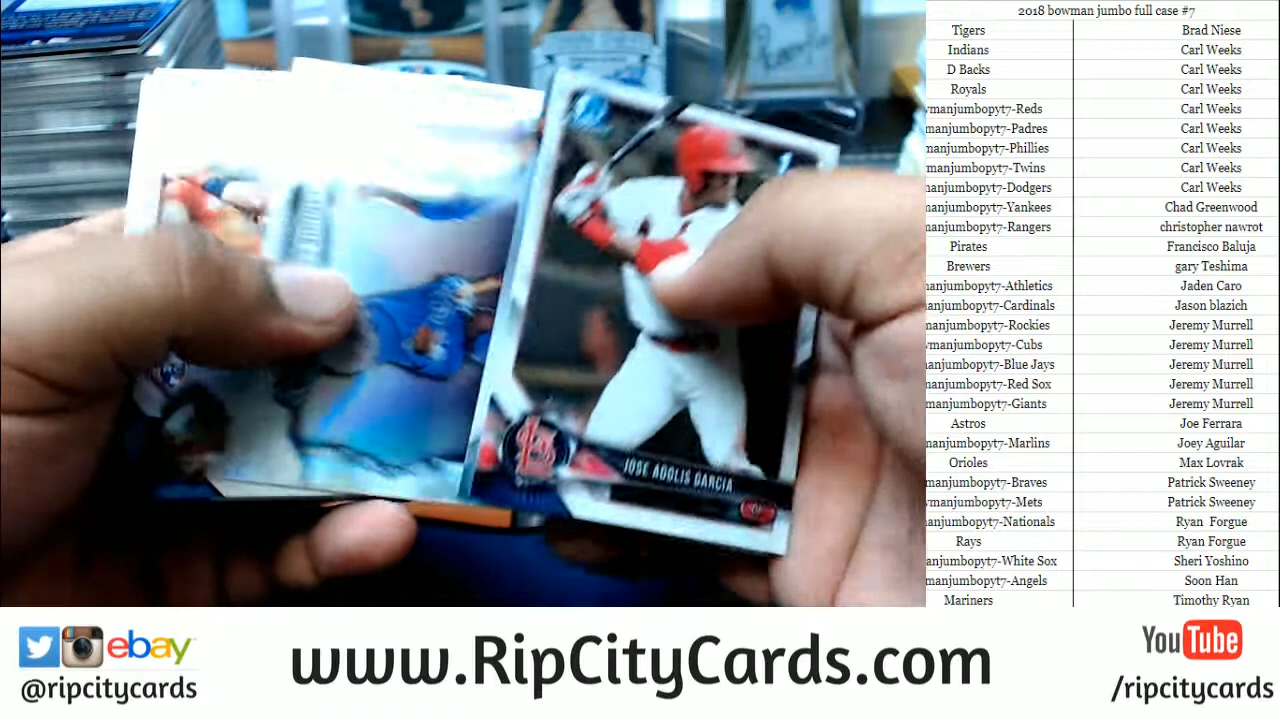 2018 bowman jumbo full case #7
Tigers Brad Niese
Indians Carl Weeks
D Backs Carl Weeks
Royals Carl Weeks
wmanjumbopyt7-Reds Carl Weeks
manjumbopyt7-Padres Carl Weeks
manjumbopyt7-Phillies Carl Weeks
manjumbopyt7-Twins Carl Weeks
manjumbopyt7-Dodgers Carl Weeks
manjumbopyt7-Yankees Chad Greenwood
manjumbopyt7-Rangers christopher nawrot
Pirates Francisco Baluja
Brewers gary Teshima
manjumbopyt7-Athletics Jaden Caro
manjumbopyt7-Cardinals Jason blazich
manjumbopyt7-Rockies Jeremy Murrell
wmanjumbopyt7-Cubs Jeremy Murrell
manjumbopyt7-Blue Jays Jeremy Murrell
manjumbopyt7-Red Sox Jeremy Murrell
manjumbopyt7-Giants Jeremy Murrell
Astros Joe Ferrara
manjumbopyt7-Marlins Joey Aguilar
Orioles Max Lovrak
manjumbopyt7-Braves Patrick Sweeney
wmanjumbopyt7-Mets Patrick Sweeney
anjumbopyt7-Nationals Ryan Forgue
Rays Ryan Forgue
anjumbopyt7-White Sox Sheri Yoshino
manjumbopyt7-Angels Soon Han
Mariners Timothy Ryan
JOSE ADOLIS GARCIA
ebay
@ripcitycards
www.RipCityCards.com
YouTube
/ripcitycards